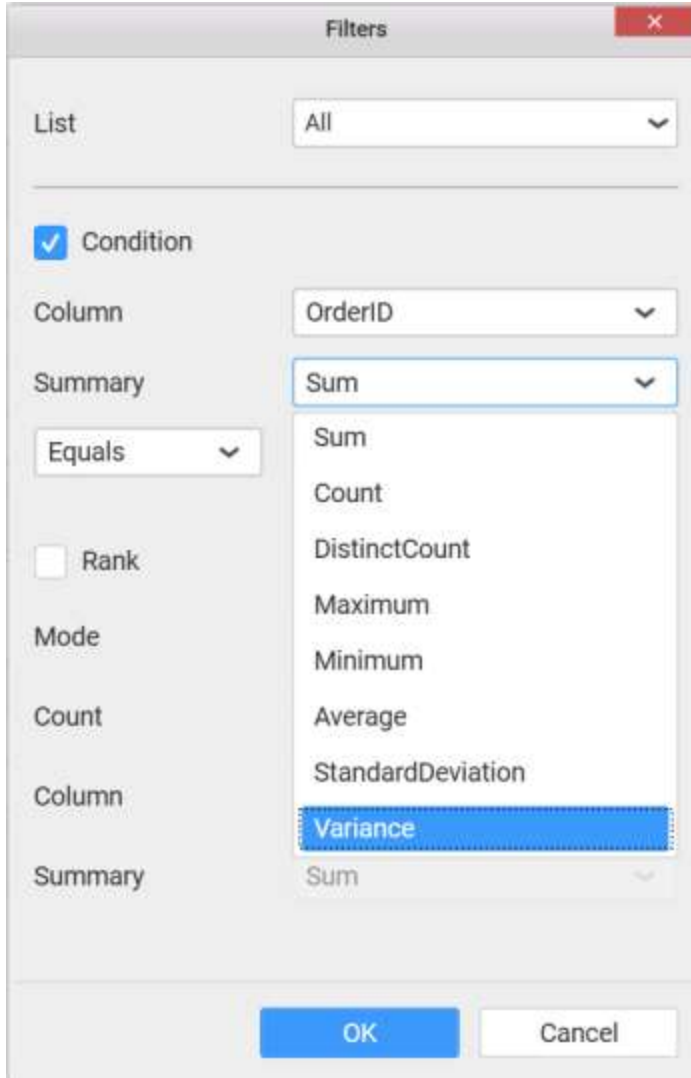 Filters
List All
Condition
Column OrderID
Summary Sum
Equals Sum
Count
DistinctCount
Rank
Maximum
Mode Minimum
Count Average
StandardDeviation
Column
Variance
Summary Sum
OK Cancel